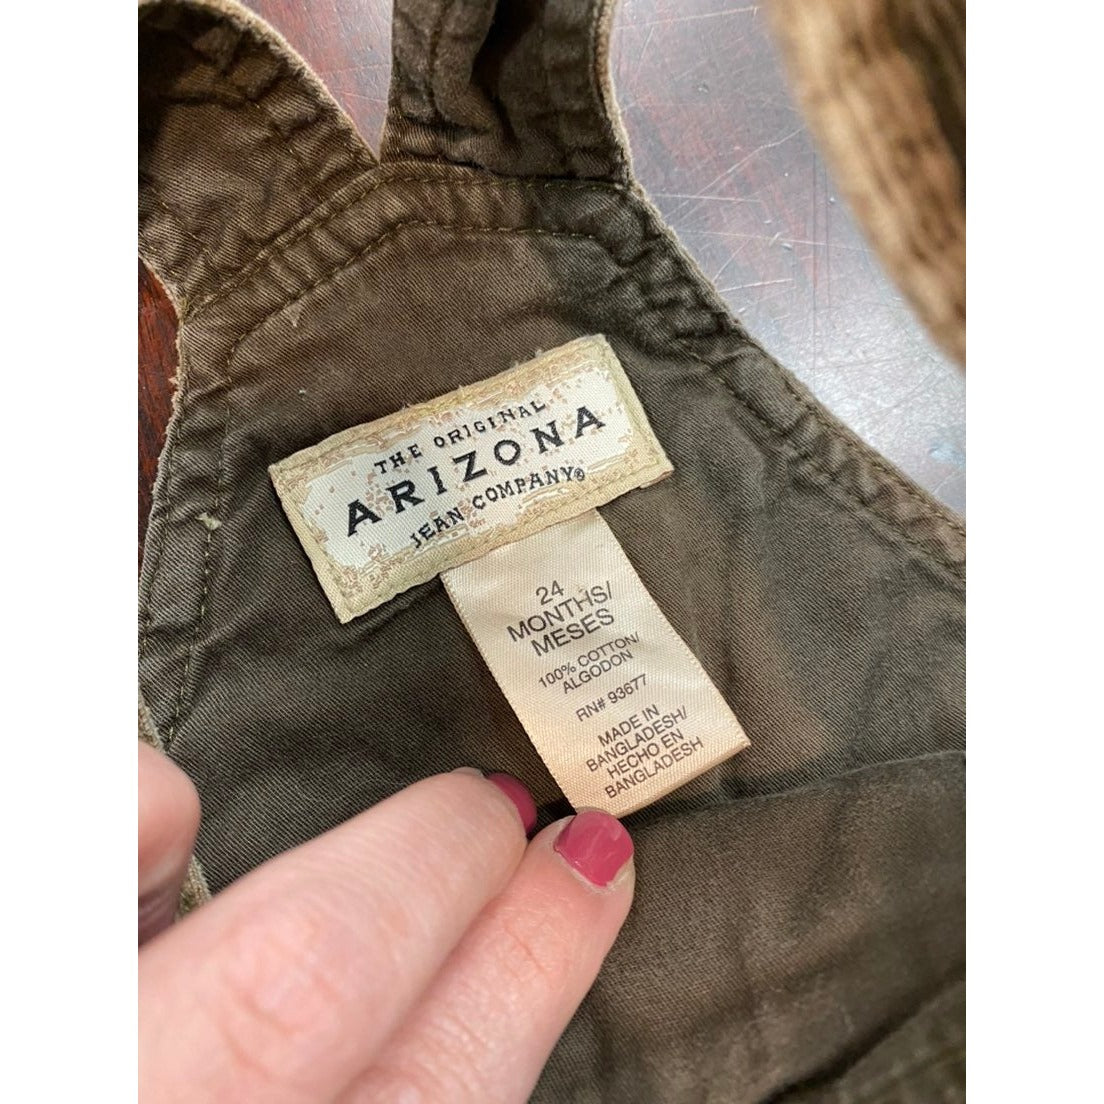 THE ORIGINAL
ARIZONA
JEAN COMPANY®
24
MONTHS/
MESES
100% COTTON/
ALGODON
RN# 93677
MADE IN
BANGLADESH/
HECHO EN
BANGLADESH